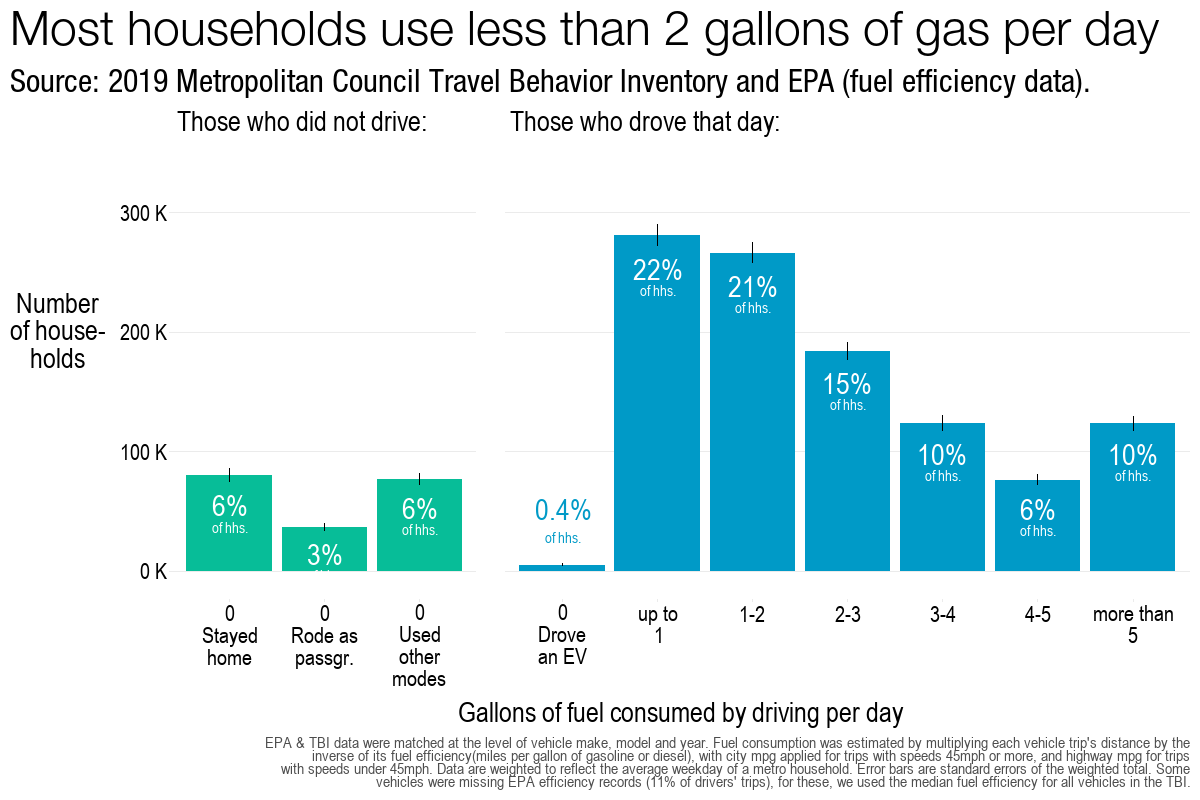 Most households use less than 2 gallons of gas per day
Source: 2019 Metropolitan Council Travel Behavior Inventory and EPA (fuel efficiency data).
Those who did not drive:
Those who drove that day:
Number
of house-
holds
300 K
200 K
100 K
0 K
6%
of hhs.
3%
6%
of hhs.
0.4%
of hhs.
22%
of hhs.
21%
of hhs.
15%
of hhs.
10%
of hhs.
6%
of hhs.
10%
of hhs.
0
Stayed
home
0
Rode as
passgr.
0
Used
other
modes
0
Drove
an EV
up to
1
1-2
2-3
3-4
4-5
more than
5
Gallons of fuel consumed by driving per day
EPA & TBI data were matched at the level of vehicle make, model and year. Fuel consumption was estimated by multiplying each vehicle trip's distance by the
inverse of its fuel efficiency(miles per gallon of gasoline or diesel), with city mpg applied for trips with speeds 45mph or more, and highway mpg for trips
with speeds under 45mph. Data are weighted to reflect the average weekday of a metro household. Error bars are standard errors of the weighted total. Some
vehicles were missing EPA efficiency records (11% of drivers' trips), for these, we used the median fuel efficiency for all vehicles in the TBI.